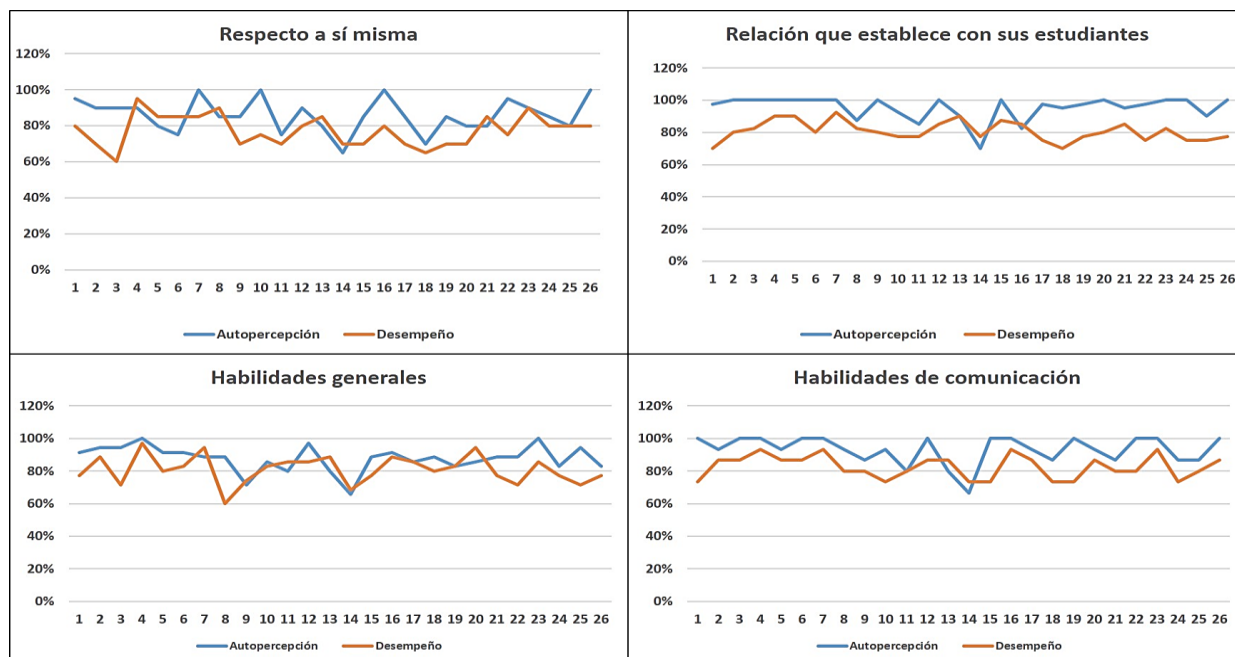 Respecto a sí misma
120%
100%
80%
60%
40%
20%
0%
1 2 3 4 5 6 7 8 9 10 11 12 13 14 15 16 17 18 19 20 21 22 23 24 25 26
Autopercepción Desempeño
Relación que establece con sus estudiantes
120%
100%
80%
60%
40%
20%
0%
1 2 3 4 5 6 7 8 9 10 11 12 13 14 15 16 17 18 19 20 21 22 23 24 25 26
Autopercepción Desempeño
Habilidades generales
120%
100%
80%
60%
40%
20%
0%
1 2 3 4 5 6 7 8 9 10 11 12 13 14 15 16 17 18 19 20 21 22 23 24 25 26
Autopercepción Desempeño
Habilidades de comunicación
120%
100%
80%
60%
40%
20%
0%
1 2 3 4 5 6 7 8 9 10 11 12 13 14 15 16 17 18 19 20 21 22 23 24 25 26
Autopercepción Desempeño